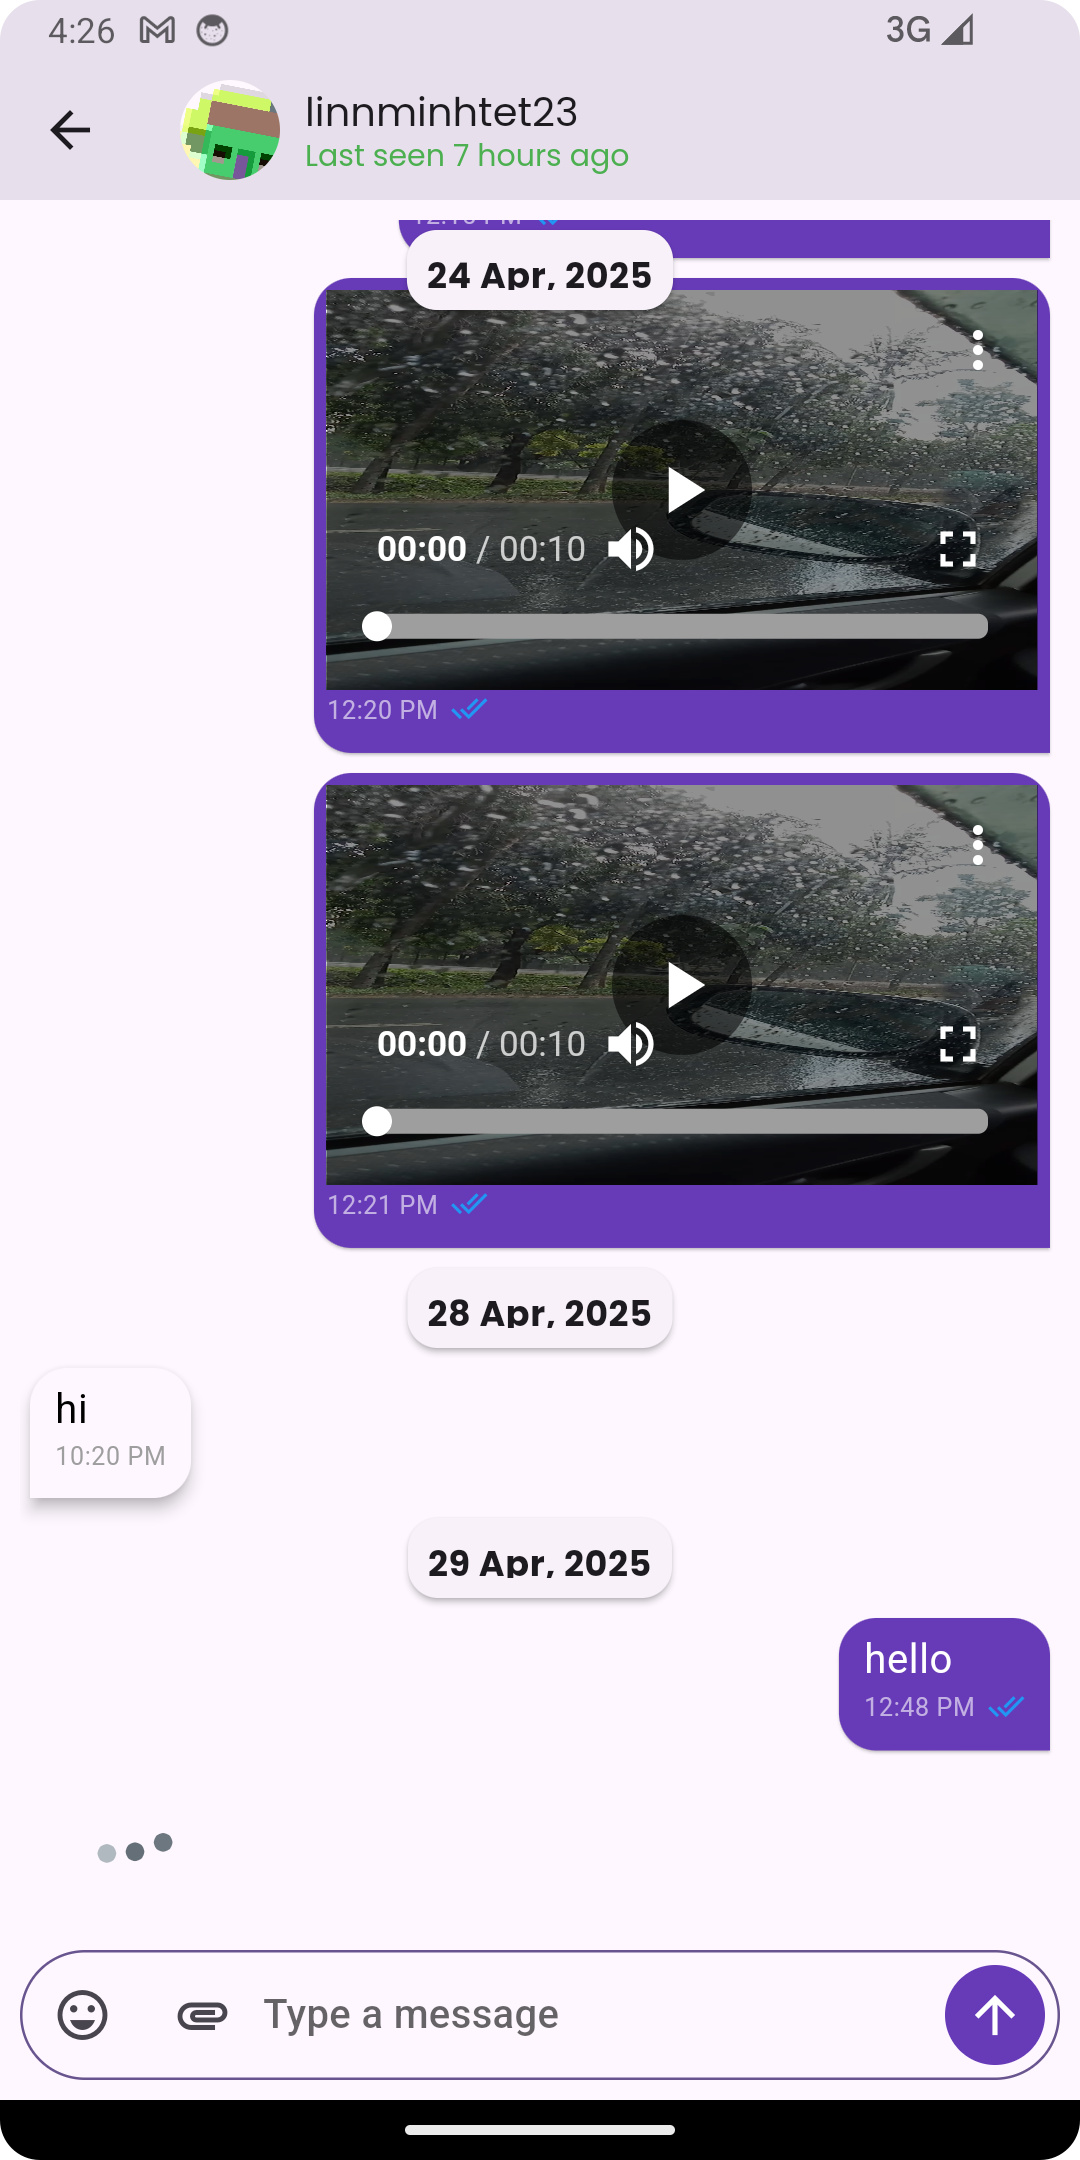 4:26
3G
linnminhtet23
Last seen 7 hours ago
24 Apr, 2025
00:00 / 00:10
12:20 PM
00:00 / 00:10
12:21 PM
28 Apr, 2025
hi
10:20 PM
29 Apr, 2025
hello
12:48 PM
Type a message